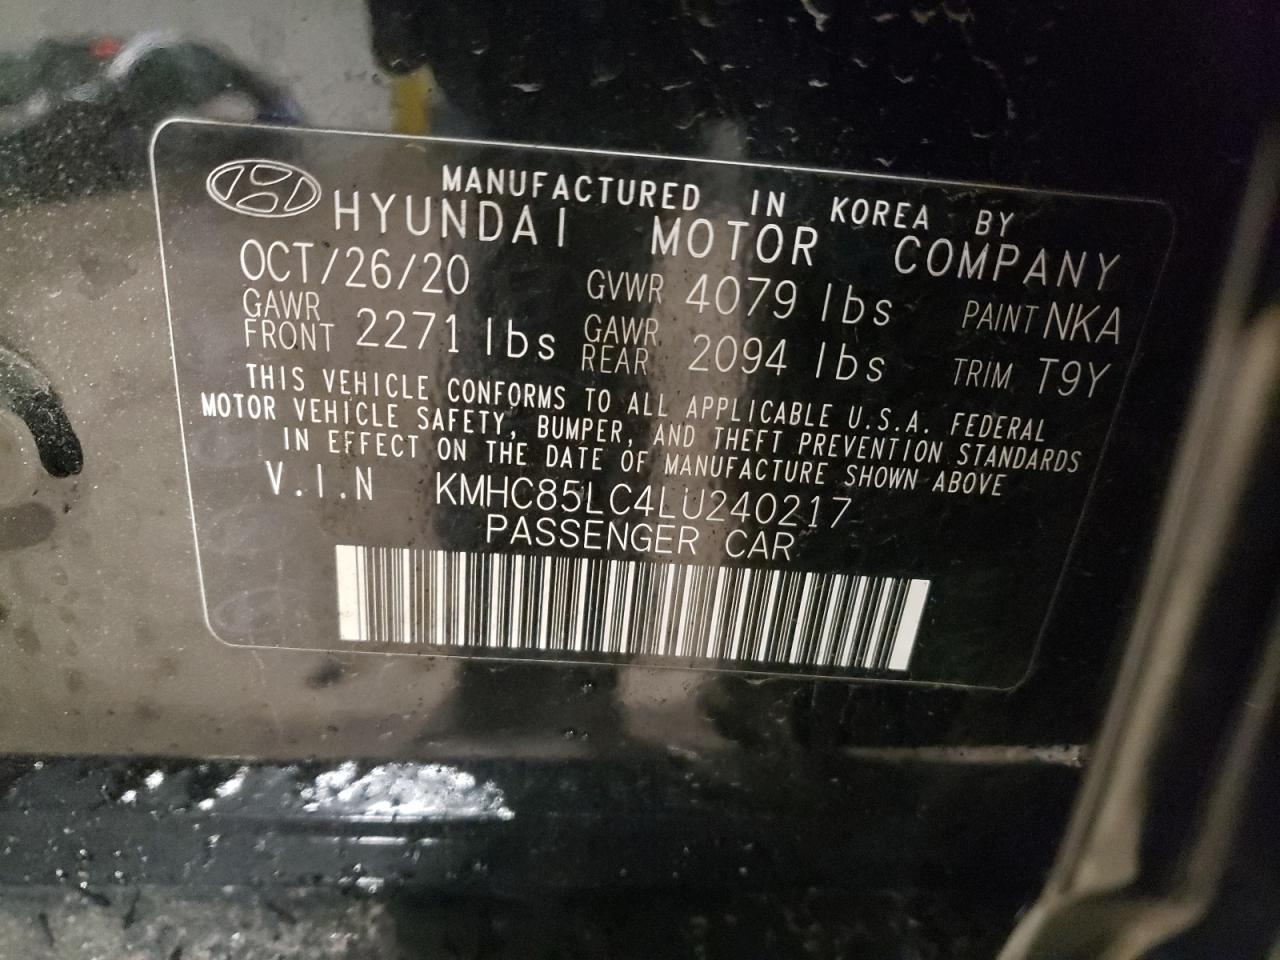 MANUFACTURED IN KOREA BY
HYUNDAI MOTOR COMPANY
OCT/26/20 GVWR 4079 lbs PAINT NKA
GAWR FRONT 2271 lbs GAWR REAR 2094 lbs TRIM T9Y
THIS VEHICLE CONFORMS TO ALL APPLICABLE U.S.A. FEDERAL
MOTOR VEHICLE SAFETY, BUMPER, AND THEFT PREVENTION STANDARDS
IN EFFECT ON THE DATE OF MANUFACTURE SHOWN ABOVE
V.I.N KMHC85LC4LU240217
PASSENGER CAR